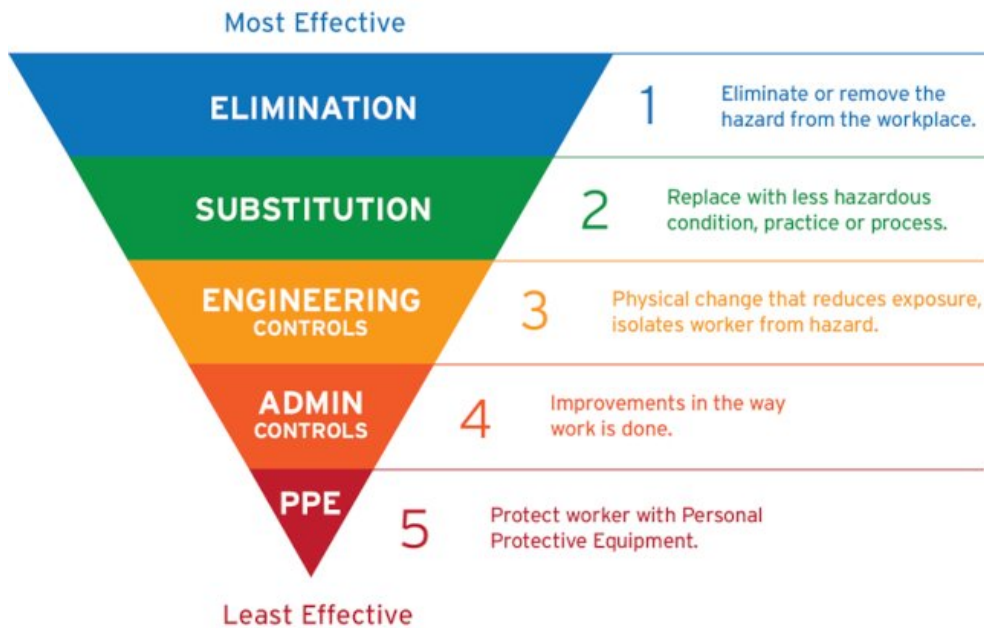 Most Effective
ELIMINATION
1
Eliminate or remove the
hazard from the workplace.
SUBSTITUTION
2
Replace with less hazardous
condition, practice or process.
ENGINEERING
CONTROLS
3
Physical change that reduces exposure,
isolates worker from hazard.
ADMIN
CONTROLS
4
Improvements in the way
work is done.
PPE
5
Protect worker with Personal
Protective Equipment.
Least Effective